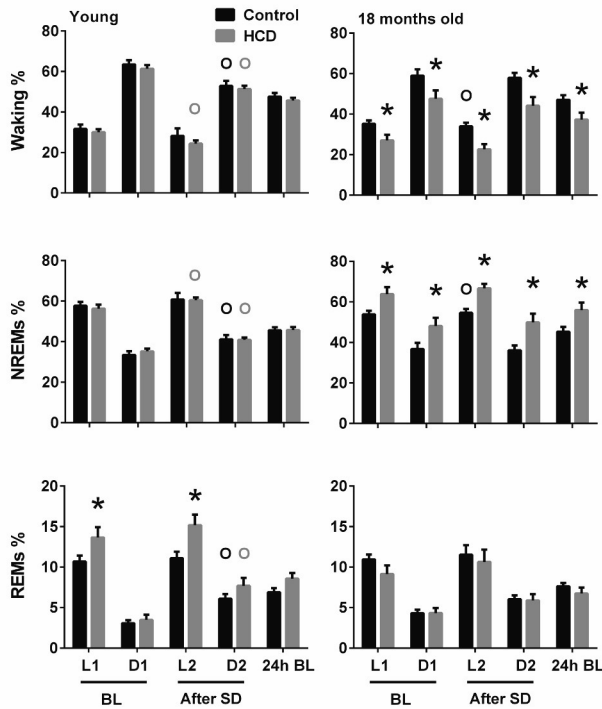 Young
Control
HCD
18 months old
Waking %
80
60
40
20
0
O
O
O
80
60
40
20
0
*
*
O
*
*
*
NREMs %
80
60
40
20
0
O
O
O
80
60
40
20
0
*
*
O
*
*
*
REMs %
20
15
10
5
0
*
*
O
O
20
15
10
5
0
L1 D1 L2 D2 24h BL
BL After SD
L1 D1 L2 D2 24h BL
BL After SD